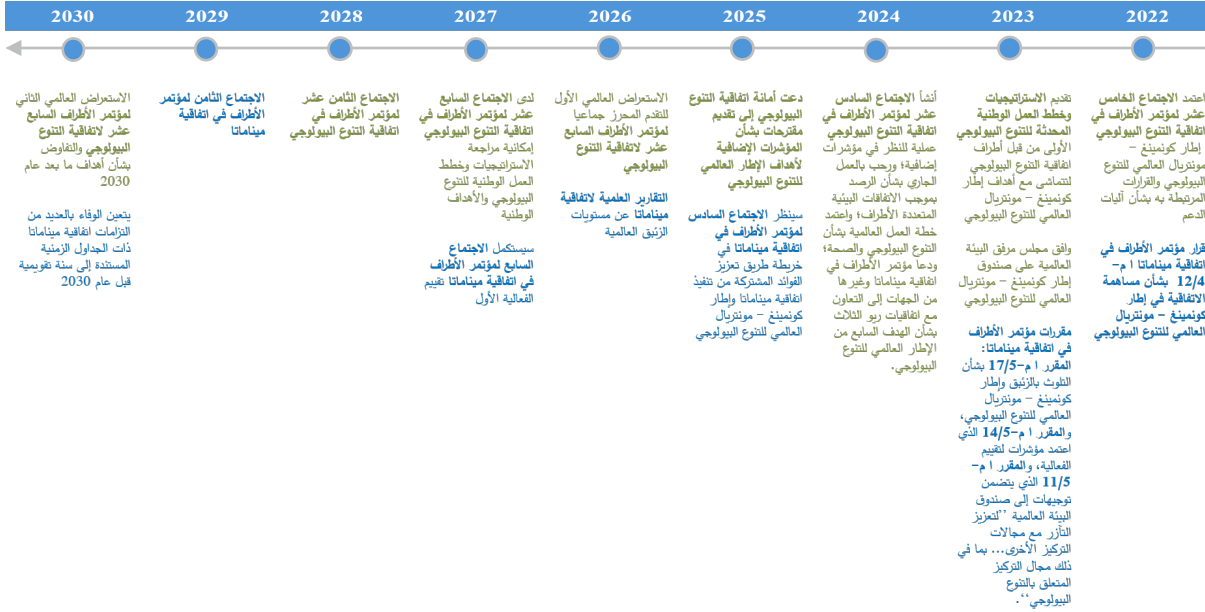 2022
2023
2024
2025
2026
2027
2028
2029
2030
اعتمد الاجتماع الخامس
عشر لمؤتمر الأطراف في
اتفاقية التنوع البيولوجي
إطار كونمينغ –
مونتريال العالمي للتنوع
البيولوجي والقرارات
المرتبطة به بشأن آليات
الدعم
قرار مؤتمر الأطراف في
اتفاقية ميناماتا ا م–
12/4 بشأن مساهمة
الاتفاقية في إطار
كونمينغ – مونتريال
العالمي للتنوع البيولوجي
تقديم الاستراتيجيات
وخطط العمل الوطنية
المحدثة للتنوع البيولوجي
الأولى من قبل أطراف
اتفاقية التنوع البيولوجي
لتتماشى مع أهداف إطار
كونمينغ – مونتريال
العالمي للتنوع البيولوجي
وافق مجلس مرفق البيئة
العالمية على صندوق
إطار كونمينغ – مونتريال
العالمي للتنوع البيولوجي
مقررات مؤتمر الأطراف
في اتفاقية ميناماتا:
المقرر ا م–17/5 بشأن
التلوث بالزئبق وإطار
كونمينغ – مونتريال
العالمي للتنوع البيولوجي،
والمقرر ا م–14/5 الذي
اعتمد مؤشرات لتقييم
الفعالية، والمقرر ا م–
11/5 الذي يتضمن
توجيهات إلى صندوق
البيئة العالمية ’’لتعزيز
التآزر مع مجالات
التركيز الأخرى... بما في
ذلك مجال التركيز
المتعلق بالتنوع
البيولوجي‘‘.
أنشأ الاجتماع السادس
عشر لمؤتمر الأطراف في
اتفاقية التنوع البيولوجي
عملية للنظر في مؤشرات
إضافية؛ ورحب بالعمل
الجاري بشأن الرصد
بموجب الاتفاقات البيئية
المتعددة الأطراف؛ واعتمد
خطة العمل العالمية بشأن
التنوع البيولوجي والصحة؛
ودعا مؤتمر الأطراف في
اتفاقية ميناماتا وغيرها
من الجهات إلى التعاون
مع اتفاقيات ريو الثلاث
بشأن الهدف السابع من
الإطار العالمي للتنوع
البيولوجي.
دعت أمانة اتفاقية التنوع
البيولوجي إلى تقديم
مقترحات بشأن
المؤشرات الإضافية
لأهداف الإطار العالمي
للتنوع البيولوجي
سينظر الاجتماع السادس
لمؤتمر الأطراف في
اتفاقية ميناماتا في
خريطة طريق تعزيز
الفوائد المشتركة من تنفيذ
اتفاقية ميناماتا وإطار
كونمينغ – مونتريال
العالمي للتنوع البيولوجي
الاستعراض العالمي الأول
للتقدم المحرز جماعيا
لمؤتمر الأطراف السابع
عشر لاتفاقية التنوع
البيولوجي
التقارير العلمية لاتفاقية
ميناماتا عن مستويات
الزئبق العالمية
لدى الاجتماع السابع
عشر لمؤتمر الأطراف في
اتفاقية التنوع البيولوجي
إمكانية مراجعة
الاستراتيجيات وخطط
العمل الوطنية للتنوع
البيولوجي والأهداف
الوطنية
سيستكمل الاجتماع
السابع لمؤتمر الأطراف
في اتفاقية ميناماتا تقييم
الفعالية الأول
الاجتماع الثامن عشر
لمؤتمر الأطراف في
اتفاقية التنوع البيولوجي
الاجتماع الثامن لمؤتمر
الأطراف في اتفاقية
ميناماتا
الاستعراض العالمي الثاني
لمؤتمر الأطراف السابع
عشر لاتفاقية التنوع
البيولوجي والتفاوض
بشأن أهداف ما بعد عام
2030
يتعين الوفاء بالعديد من
التزامات اتفاقية ميناماتا
ذات الجداول الزمنية
المستندة إلى سنة تقويمية
قبل عام 2030